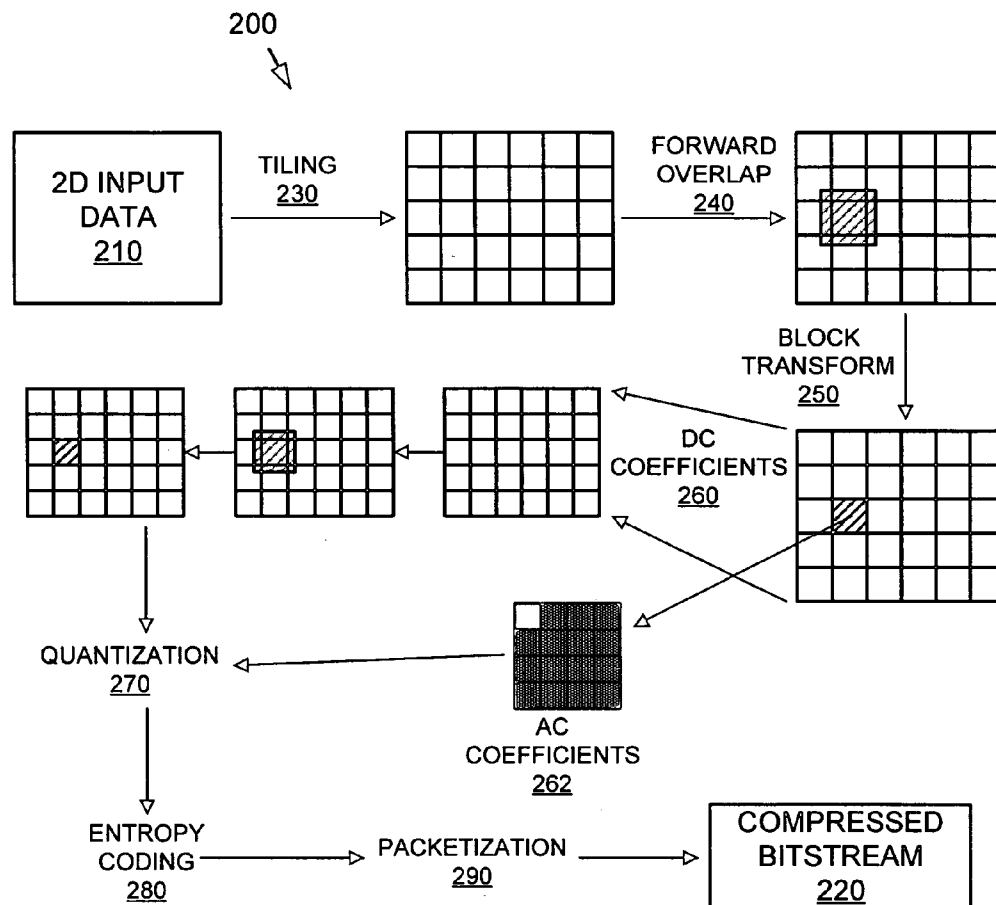 200
2D INPUT
DATA
210
TILING
230
FORWARD
OVERLAP
240
BLOCK
TRANSFORM
250
DC
COEFFICIENTS
260
QUANTIZATION
270
AC
COEFFICIENTS
262
ENTROPY
CODING
280
PACKETIZATION
290
COMPRESSED
BITSTREAM
220